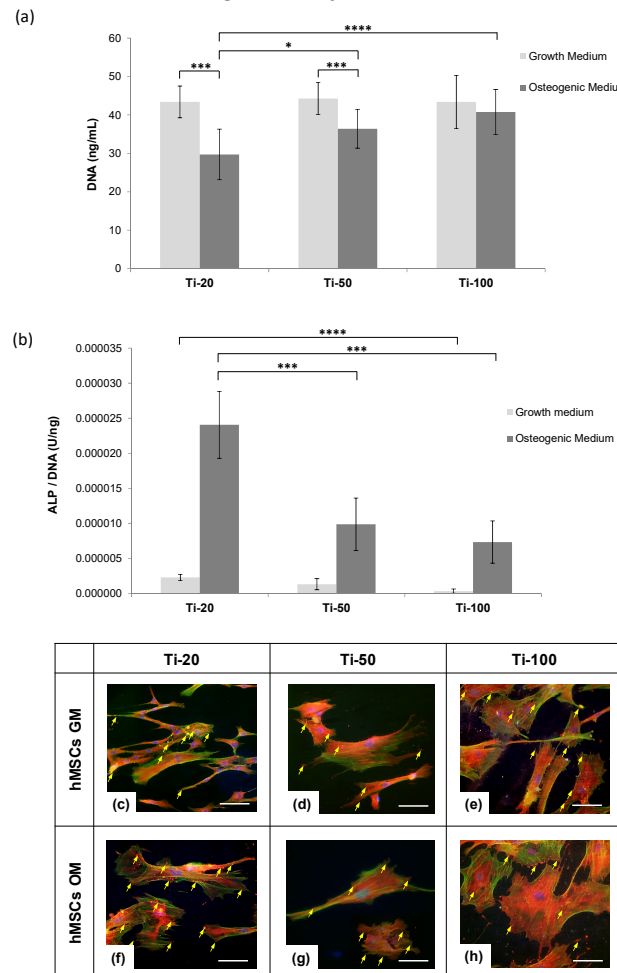 (a)
****
*
***
***
60
50
40
30
20
10
0
DNA (ng/mL)
Growth Medium
Osteogenic Mediu
Ti-20
Ti-50
Ti-100
(b)
****
***
***
0.000035
0.000030
0.000025
0.000020
0.000015
0.000010
0.000005
0.000000
ALP / DNA (U/ng)
Growth medium
Osteogenic Medium
Ti-20
Ti-50
Ti-100
Ti-20
Ti-50
Ti-100
hMSCs GM
(c)
(d)
(e)
hMSCs OM
(f)
(g)
(h)